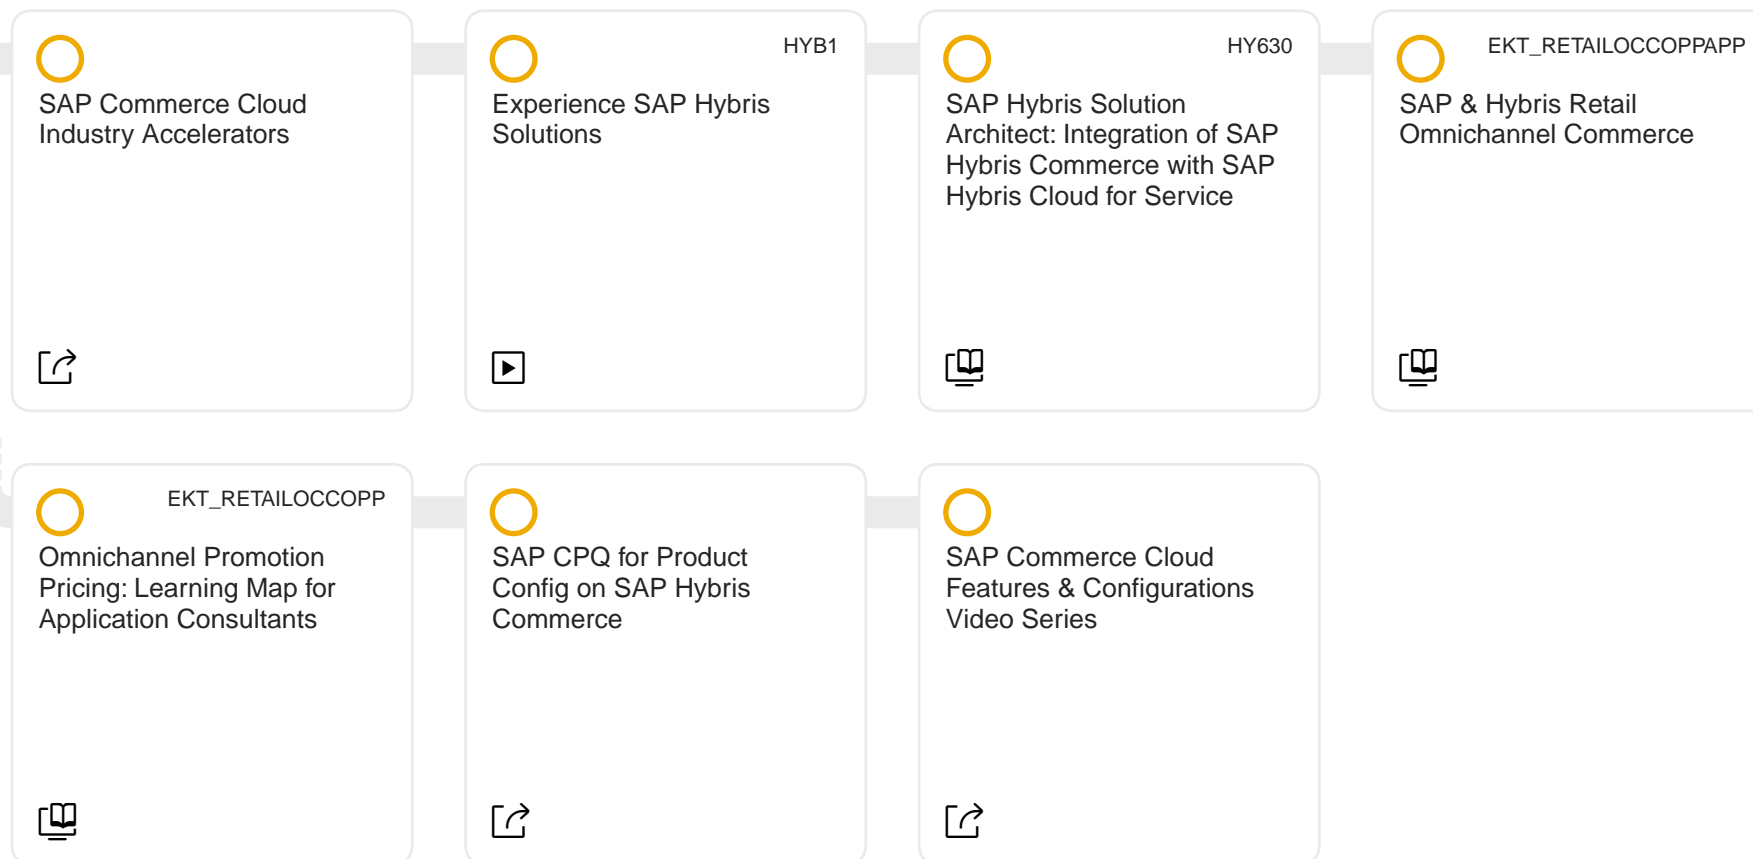 SAP Commerce Cloud
Industry Accelerators
HYB1
Experience SAP Hybris
Solutions
HY630
SAP Hybris Solution
Architect: Integration of SAP
Hybris Commerce with SAP
Hybris Cloud for Service
EKT_RETAILOCCOPPAPP
SAP & Hybris Retail
Omnichannel Commerce
EKT_RETAILOCCOPP
Omnichannel Promotion
Pricing: Learning Map for
Application Consultants
SAP CPQ for Product
Config on SAP Hybris
Commerce
SAP Commerce Cloud
Features & Configurations
Video Series